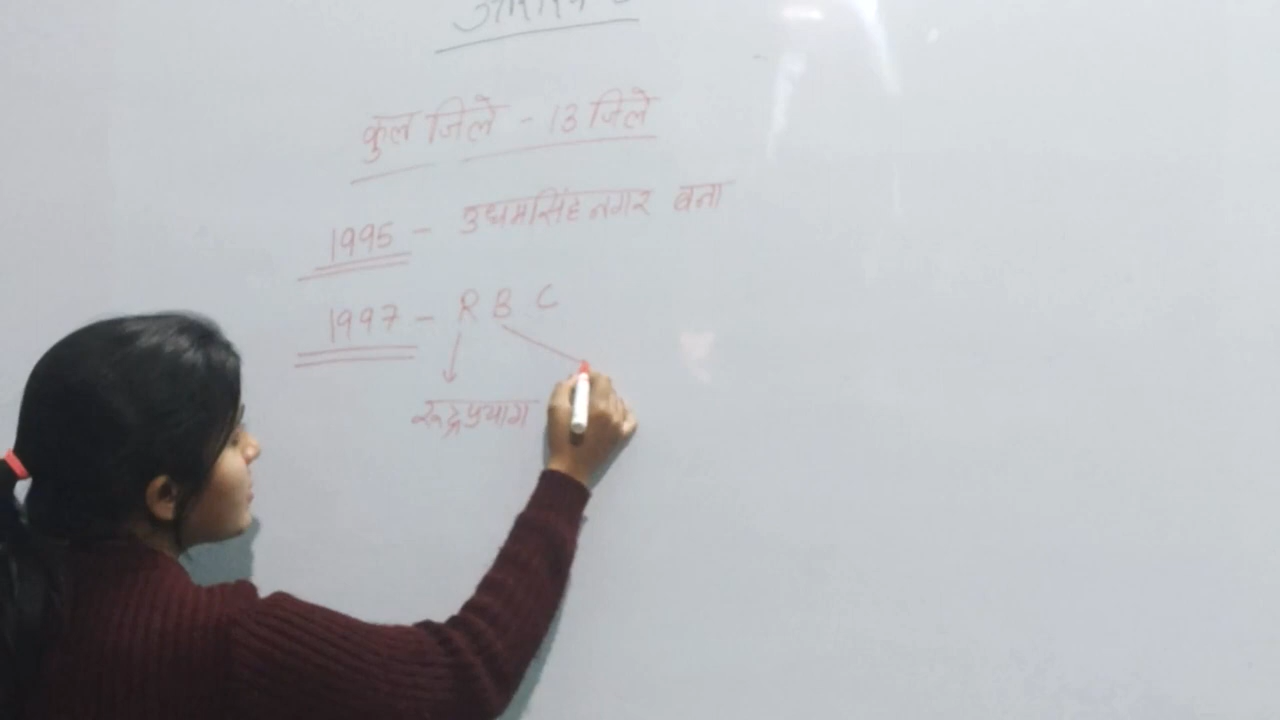 कुल जिले - 13 जिले
1995 - उधमसिंह नगर बना
1997 - R B C
रूद्रप्रयाग